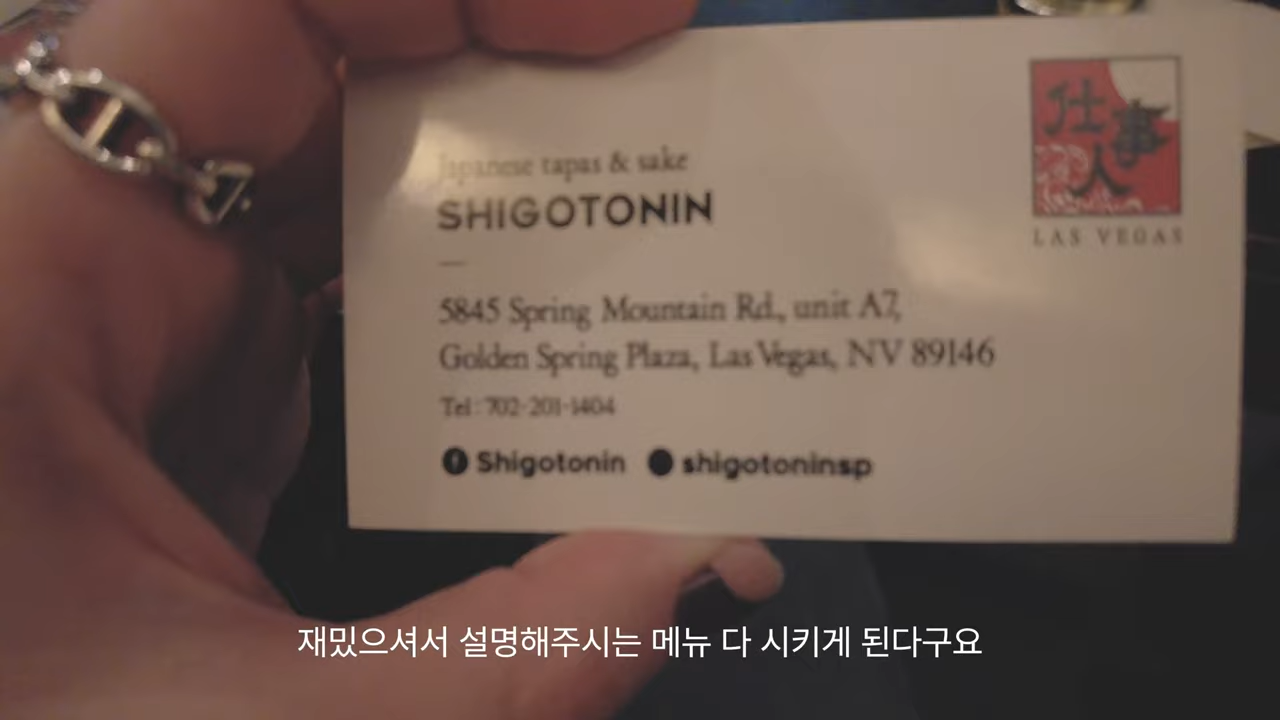 Japanese tapas & sake
SHIGOTONIN
仕事人
LAS VEGAS
5845 Spring Mountain Rd., unit A7,
Golden Spring Plaza, Las Vegas, NV 89146
Tel : 702-201-1404
Shigotonin shigotoninsp
재밌으셔서 설명해주시는 메뉴 다 시키게 된다구요